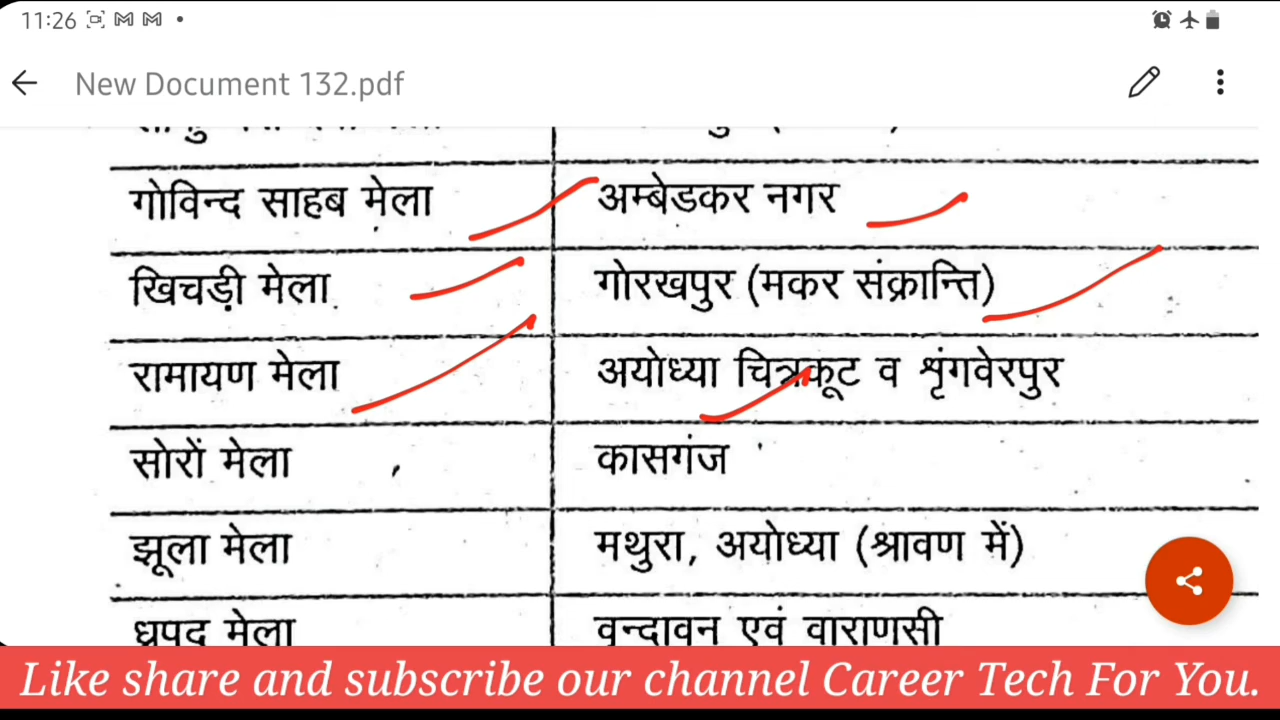 11:26
New Document 132.pdf
गोविन्द साहब मेला अम्बेडकर नगर
खिचड़ी मेला गोरखपुर (मकर संक्रान्ति)
रामायण मेला अयोध्या चित्रकूट व श्रृंगवेरपुर
सोरों मेला कासगंज
झूला मेला मथुरा, अयोध्या (श्रावण में)
ध्रुपद मेला वृन्दावन एवं वाराणसी
Like share and subscribe our channel Career Tech For You.